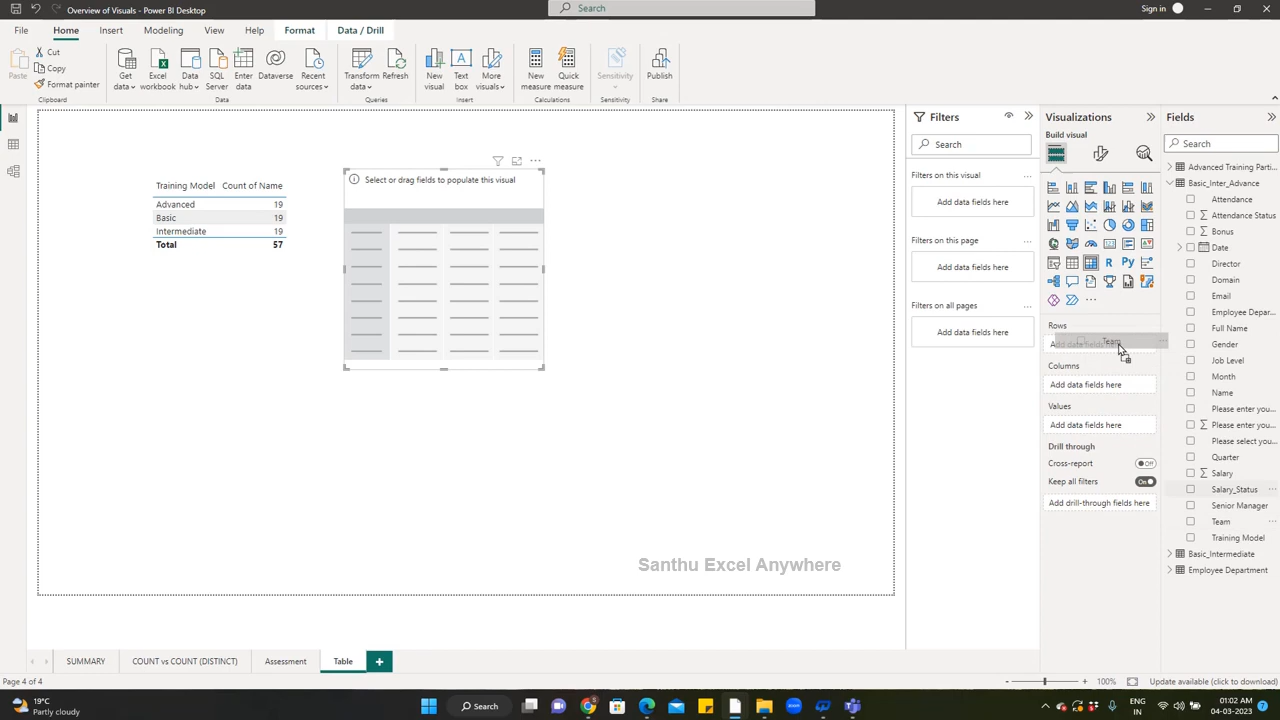 Overview of Visuals - Power BI Desktop
Search
Sign in
File
Home
Insert
Modeling
View
Help
Format
Data / Drill
Paste
Cut
Copy
Format painter
Clipboard
Get data
Excel workbook
Data hub
SQL Server
Enter data
Dataverse
Recent sources
Data
Transform data
Refresh
Queries
New visual
Text box
More visuals
Insert
New measure
Quick measure
Calculations
Sensitivity
Sensitivity
Publish
Share
Training Model Count of Name
Advanced 19
Basic 19
Intermediate 19
Total 57
Select or drag fields to populate this visual
Santhu Excel Anywhere
Filters
Search
Filters on this visual
Add data fields here
Filters on this page
Add data fields here
Filters on all pages
Add data fields here
Visualizations
Build visual
Rows
Team
Columns
Add data fields here
Values
Add data fields here
Drill through
Cross-report
Off
Keep all filters
On
Add drill-through fields here
Fields
Search
Advanced Training Parti...
Basic_Inter_Advance
Attendance
Attendance Status
Bonus
Date
Director
Domain
Email
Employee Depar...
Full Name
Gender
Job Level
Month
Name
Please enter you...
Please enter you...
Please select you...
Quarter
Salary
Salary_Status
Senior Manager
Team
Training Model
Basic_Intermediate
Employee Department
SUMMARY
COUNT vs COUNT (DISTINCT)
Assessment
Table
Page 4 of 4
100%
Update available (click to download)
19°C
Partly cloudy
Search
ENG
IN
01:02 AM
04-03-2023